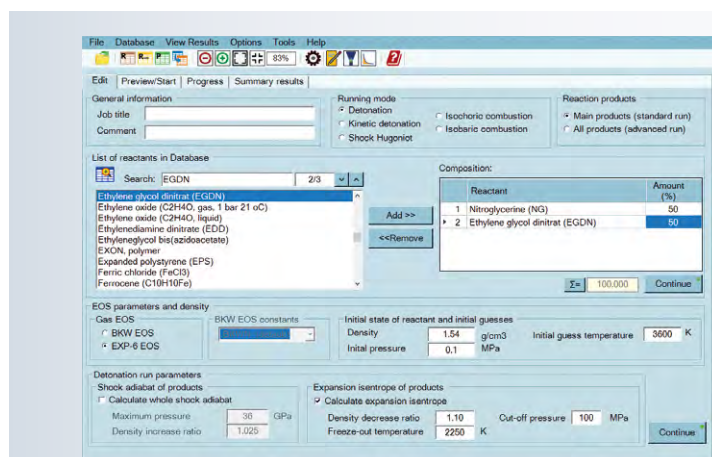 File Database View Results Options Tools Help
83%
Edit Preview/Start Progress Summary results
General information
Job title
Comment
Running mode
Detonation
Kinetic detonation
Shock Hugoniot
Isochoric combustion
Isobaric combustion
Reaction products
Main products (standard run)
All products (advanced run)
List of reactants in Database
Search: EGDN 2/3
Ethylene glycol dinitrat (EGDN)
Ethylene oxide (C2H4O, gas, 1 bar 21 oC)
Ethylene oxide (C2H4O, liquid)
Ethylenediamine dinitrate (EDD)
Ethyleneglycol bis(azidoacetate)
EXON, polymer
Expanded polystyrene (EPS)
Ferric chloride (FeCl3)
Ferrocene (C10H10Fe)
Add >>
<<Remove
Composition:
Reactant Amount (%)
1 Nitroglycerine (NG) 50
2 Ethylene glycol dinitrat (EGDN) 50
Σ= 100.000 Continue
EOS parameters and density
Gas EOS
BKW EOS
EXP-6 EOS
BKW EOS constants
Initial state of reactant and initial guesses
Density 1.54 g/cm3 Initial guess temperature 3600 K
Inital pressure 0.1 MPa
Detonation run parameters
Shock adiabat of products
Calculate whole shock adiabat
Maximum pressure 36 GPa
Density increase ratio 1.025
Expansion isentrope of products
Calculate expansion isentrope
Density decrease ratio 1.10 Cut-off pressure 100 MPa
Freeze-out temperature 2250 K
Continue